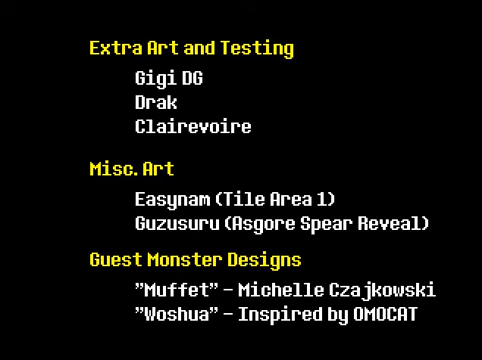 Extra Art and Testing
Gigi DG
Drak
Clairevoire
Misc. Art
Easynam (Tile Area 1)
Guzusuru (Asgore Spear Reveal)
Guest Monster Designs
”Muffet” - Michelle Czajkowski
”Woshua” - Inspired by OMOCAT